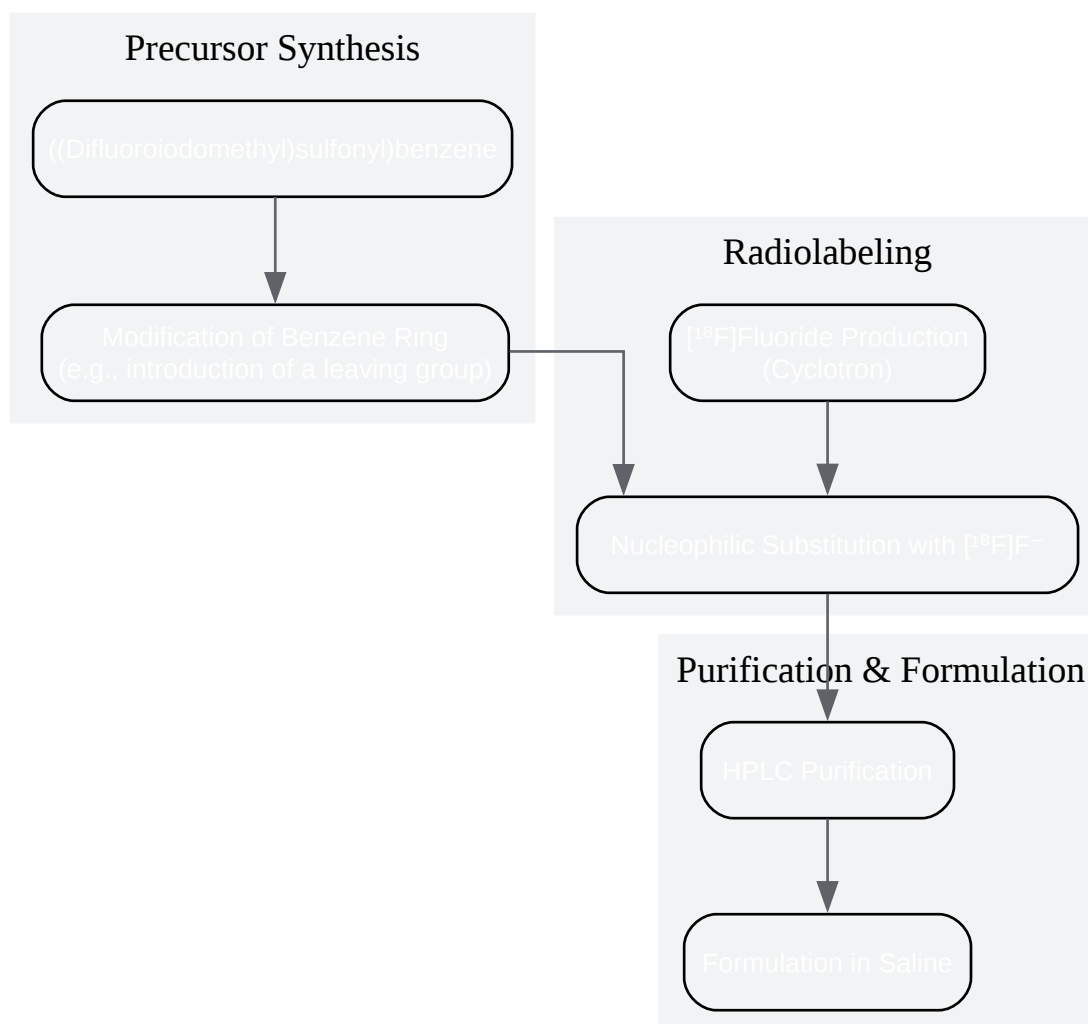 Precursor Synthesis
((Difluoroiodomethyl)sulfonyl)benzene
Modification of Benzene Ring
(e.g., introduction of a leaving group)
Radiolabeling
[¹⁸F]Fluoride Production
(Cyclotron)
Nucleophilic Substitution with [¹⁸F]F⁻
Purification & Formulation
HPLC Purification
Formulation in Saline